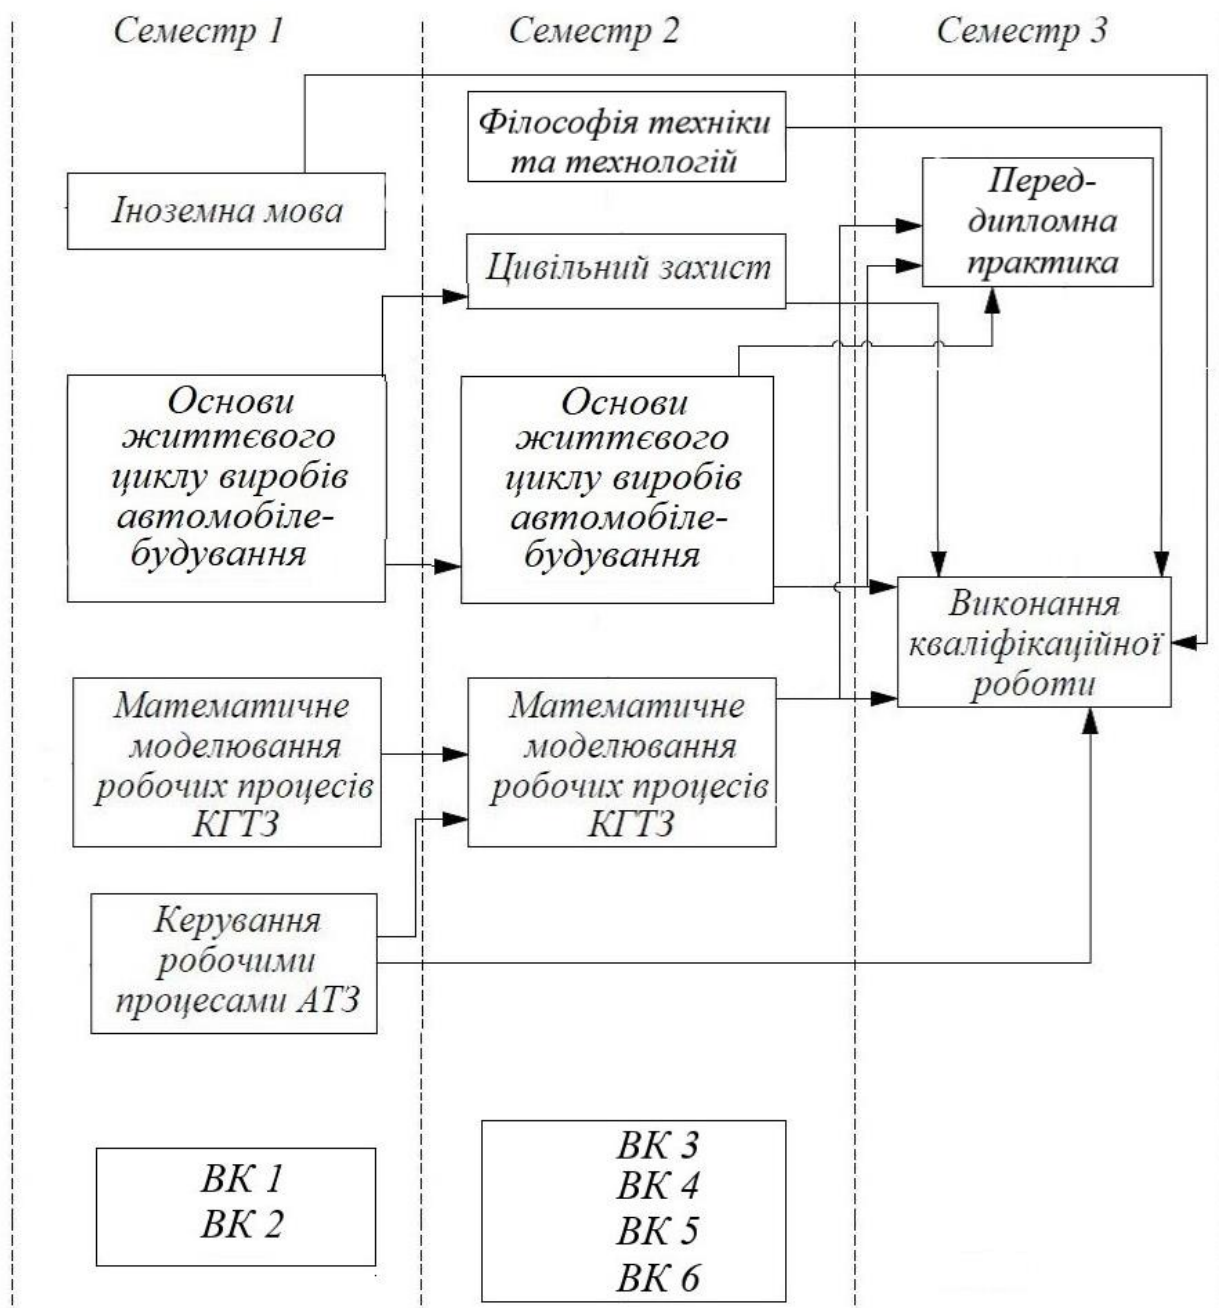 Семестр 1
Семестр 2
Семестр 3
Іноземна мова
Основи
життєвого
циклу виробів
автомобіле-
будування
Математичне
моделювання
робочих процесів
КГТЗ
Керування
робочими
процесами АТЗ
ВК 1
ВК 2
Філософія техніки
та технологій
Цивільний захист
Основи
життєвого
циклу виробів
автомобіле-
будування
Математичне
моделювання
робочих процесів
КГТЗ
ВК 3
ВК 4
ВК 5
ВК 6
Перед-
дипломна
практика
Виконання
кваліфікаційної
роботи